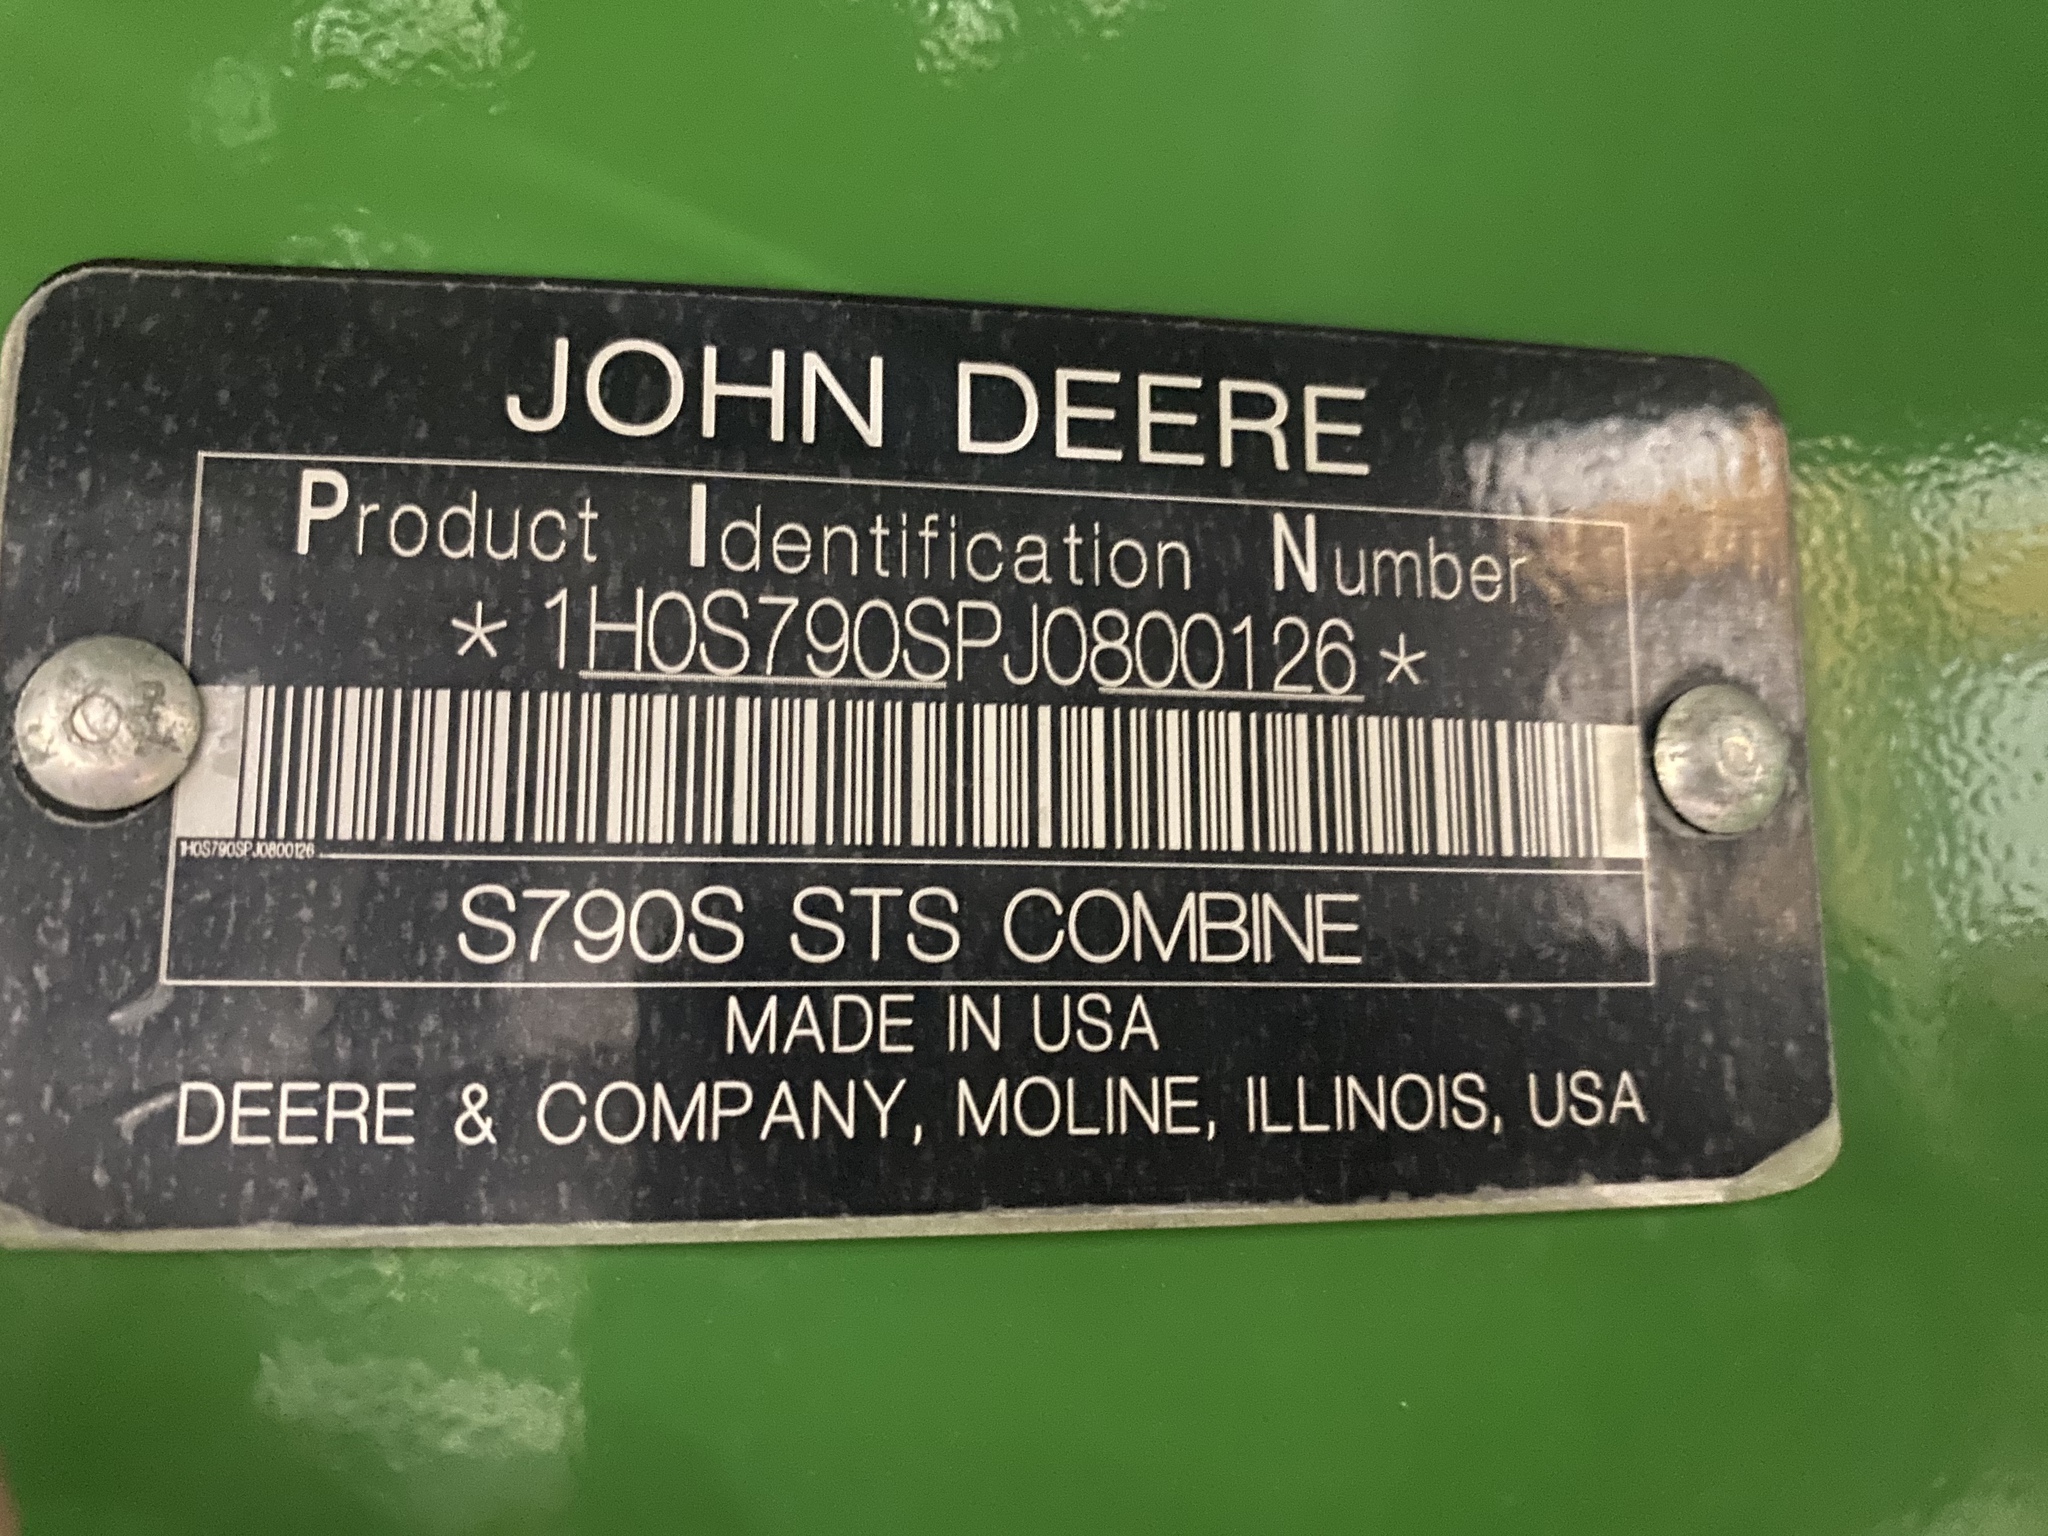 JOHN DEERE
Product Identification Number
*1H0S790SPJ0800126*
1H0S790SPJ0800126
S790S STS COMBINE
MADE IN USA
DEERE & COMPANY, MOLINE, ILLINOIS, USA